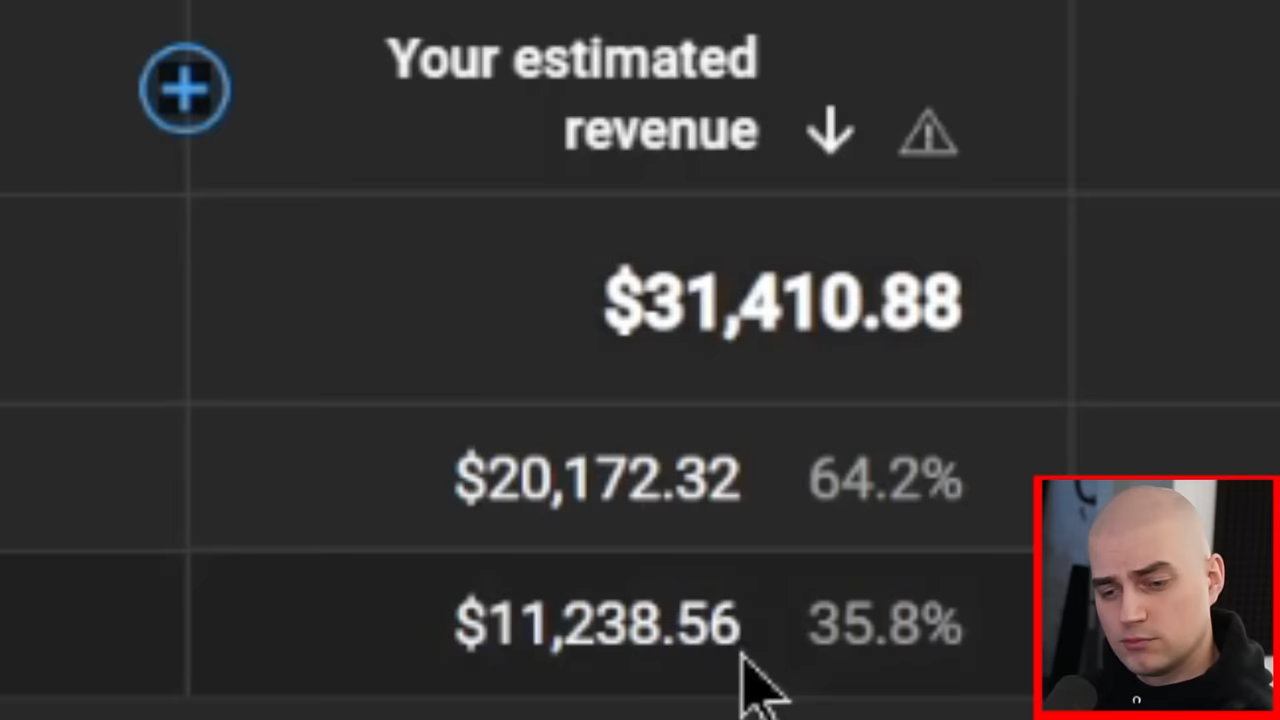 Your estimated
revenue
$31,410.88
$20,172.32 64.2%
$11,238.56 35.8%